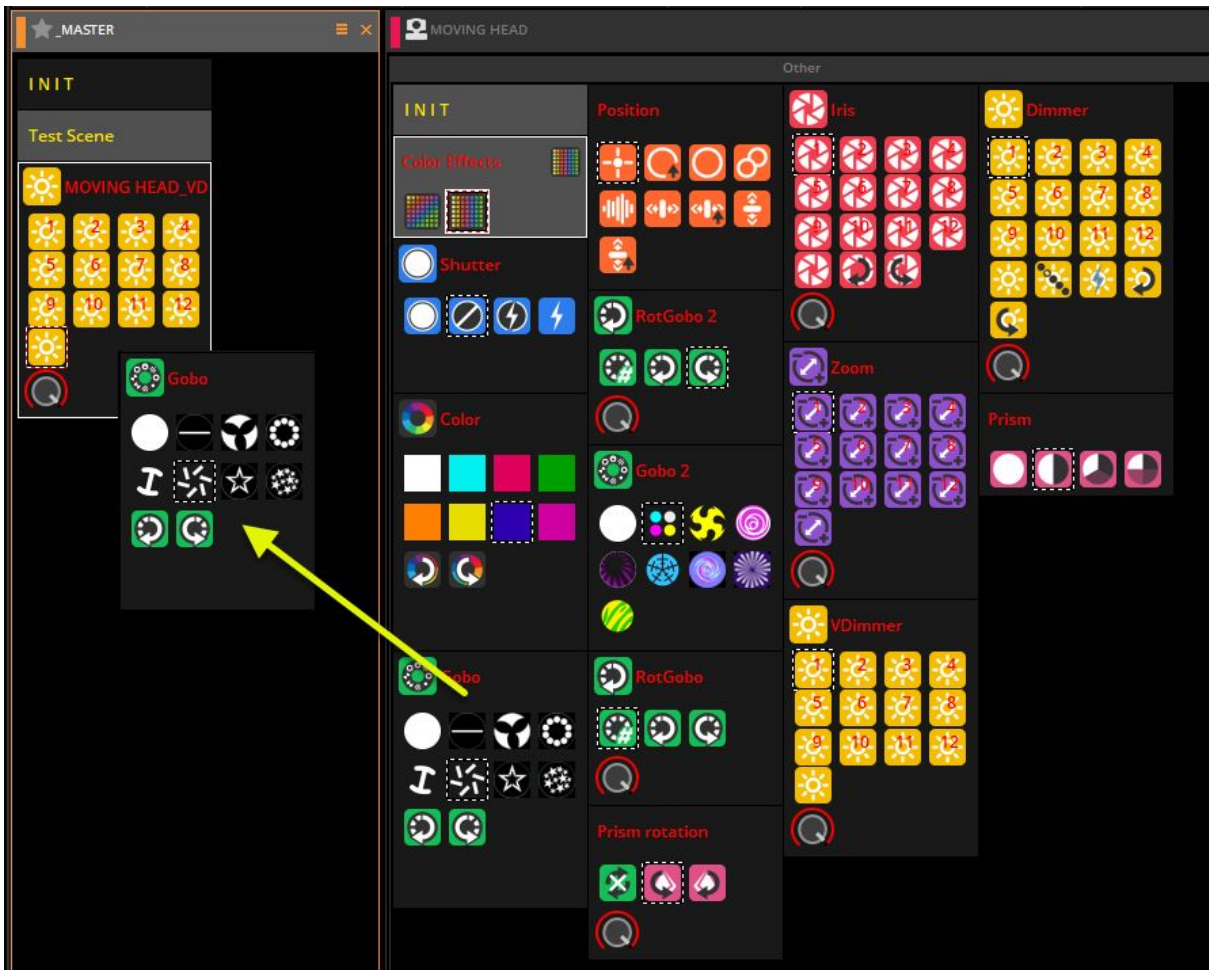 _MASTER
INIT
Test Scene
MOVING HEAD_VD
1 2 3 4
5 6 7 8
9 10 11 12
Gobo
MOVING HEAD
Other
INIT
Color Effects
Shutter
Color
Gobo
Position
RotGobo 2
#
Gobo 2
RotGobo
#
Prism rotation
Iris
1 2 3 4
5 6 7 8
9 10 11 12
Zoom
1 2 3 4
5 6 7 8
9 10 11 12
VDimmer
1 2 3 4
5 6 7 8
9 10 11 12
Dimmer
1 2 3 4
5 6 7 8
9 10 11 12
Prism